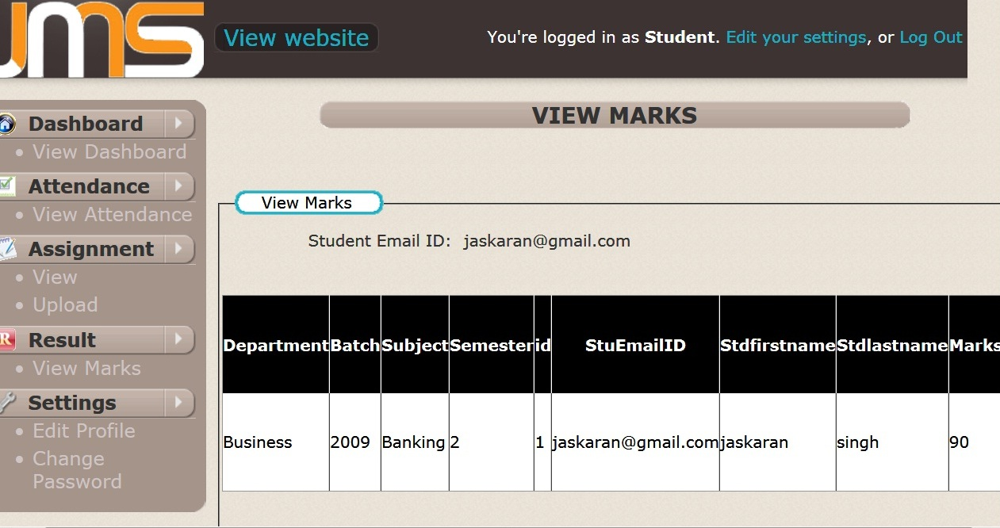 UMS
View website
You're logged in as Student. Edit your settings, or Log Out
Dashboard
View Dashboard
Attendance
View Attendance
Assignment
View
Upload
R Result
View Marks
Settings
Edit Profile
Change
Password
VIEW MARKS
View Marks
Student Email ID: jaskaran@gmail.com
Department Batch Subject Semester id StuEmailID Stdfirstname Stdlastname Marks
Business 2009 Banking 2 1 jaskaran@gmail.com jaskaran singh 90